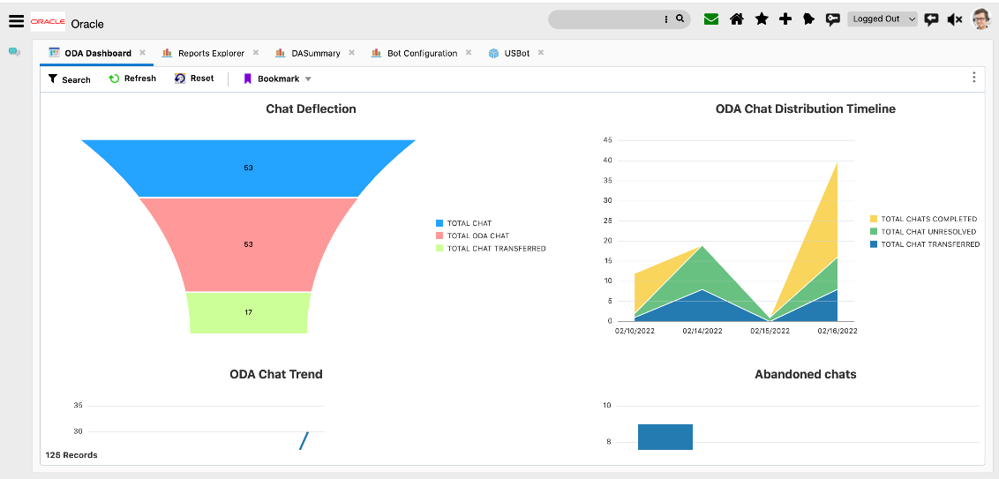 ORACLE Oracle
Logged Out
ODA Dashboard
Reports Explorer
DASummary
Bot Configuration
USBot
Search
Refresh
Reset
Bookmark
Chat Deflection
53
53
17
TOTAL CHAT
TOTAL ODA CHAT
TOTAL CHAT TRANSFERRED
ODA Chat Distribution Timeline
45
40
35
30
25
20
15
10
5
0
02/10/2022
02/14/2022
02/15/2022
02/16/2022
TOTAL CHATS COMPLETED
TOTAL CHAT UNRESOLVED
TOTAL CHAT TRANSFERRED
ODA Chat Trend
35
30
Abandoned chats
10
8
125 Records